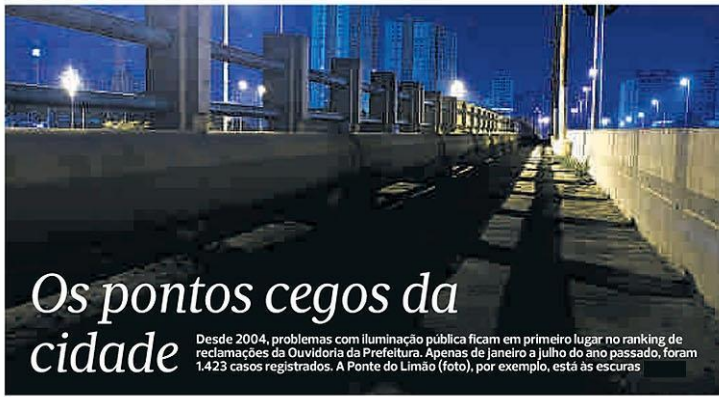 Os pontos cegos da
cidade
Desde 2004, problemas com iluminação pública ficam em primeiro lugar no ranking de
reclamações da Ouvidoria da Prefeitura. Apenas de janeiro a julho do ano passado, foram
1.423 casos registrados. A Ponte do Limão (foto), por exemplo, está às escuras